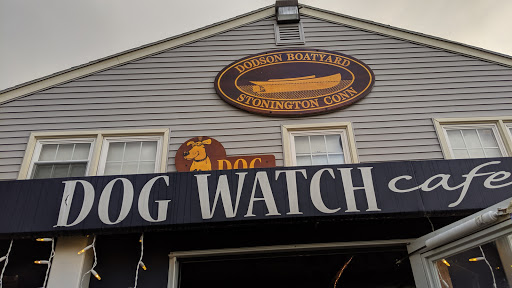 DODSON BOATYARD
STONINGTON CONN
DOG
DOG WATCH cafe